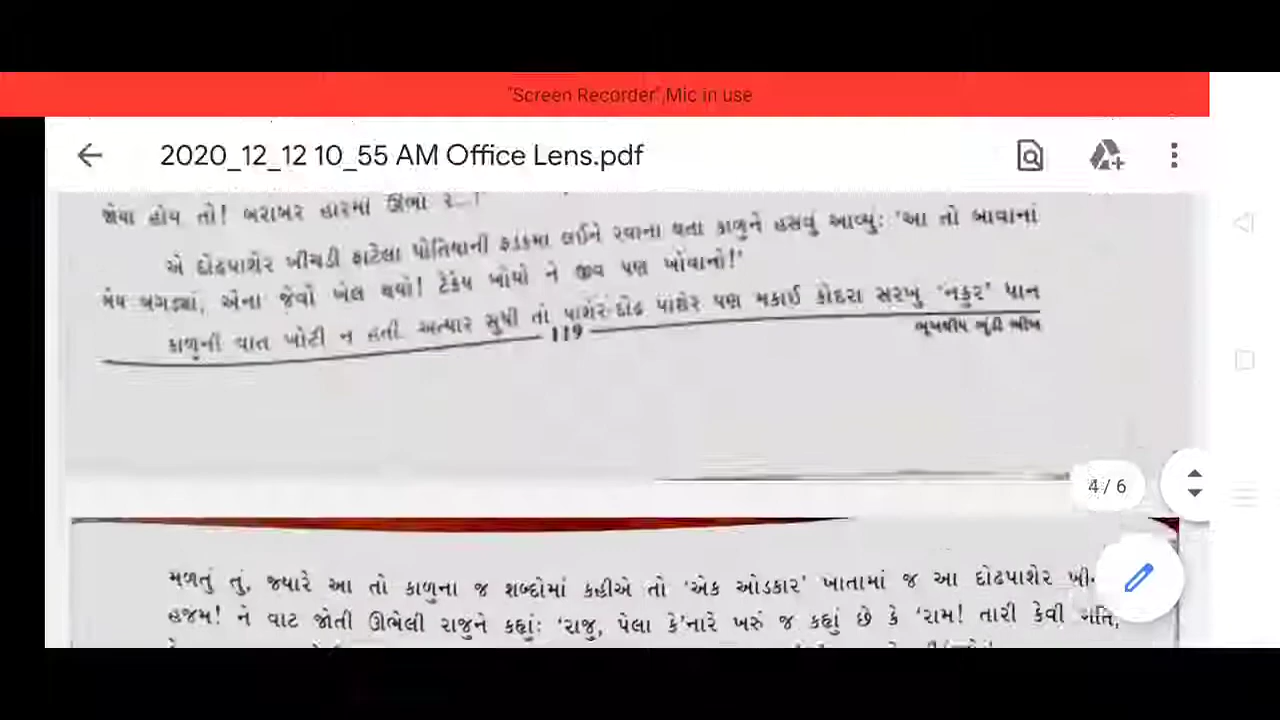 "Screen Recorder",Mic in use
2020_12_12 10_55 AM Office Lens.pdf
જોયા હોય તો! બરાબર હારમાં ઊભો રે...!'
એ દોઢપાશેર ખીચડી ફાટેલા પોતિયાની ફડકમાં લઈને રવાના થતા કાળુને હસવું આવ્યું: 'આ તો બાવાનાં
બેય બગડ્યાં, એના જેવો ખેલ થયો! ટેકેય ખોયો ને જીવ પણ ખોવાનો!'
કાળુની વાત ખોટી ન હતી. અત્યાર સુધી તો પાશેર-દોઢ પાશેર પણ મકાઈ કોદરા સરખુ 'નકુર' ધાન
119
ભૂખથીય ભૂંડી ભીખ
4 / 6
મળતું તું, જ્યારે આ તો કાળુના જ શબ્દોમાં કહીએ તો 'એક ઓડકાર' ખાતામાં જ આ દોઢપાશેર
હજમ! ને વાટ જોતી ઊભેલી રાજુને કહ્યું: 'રાજુ, પેલા કે'નારે ખરું જ કહ્યું છે કે 'રામ! તારી કેવી ગતિ,